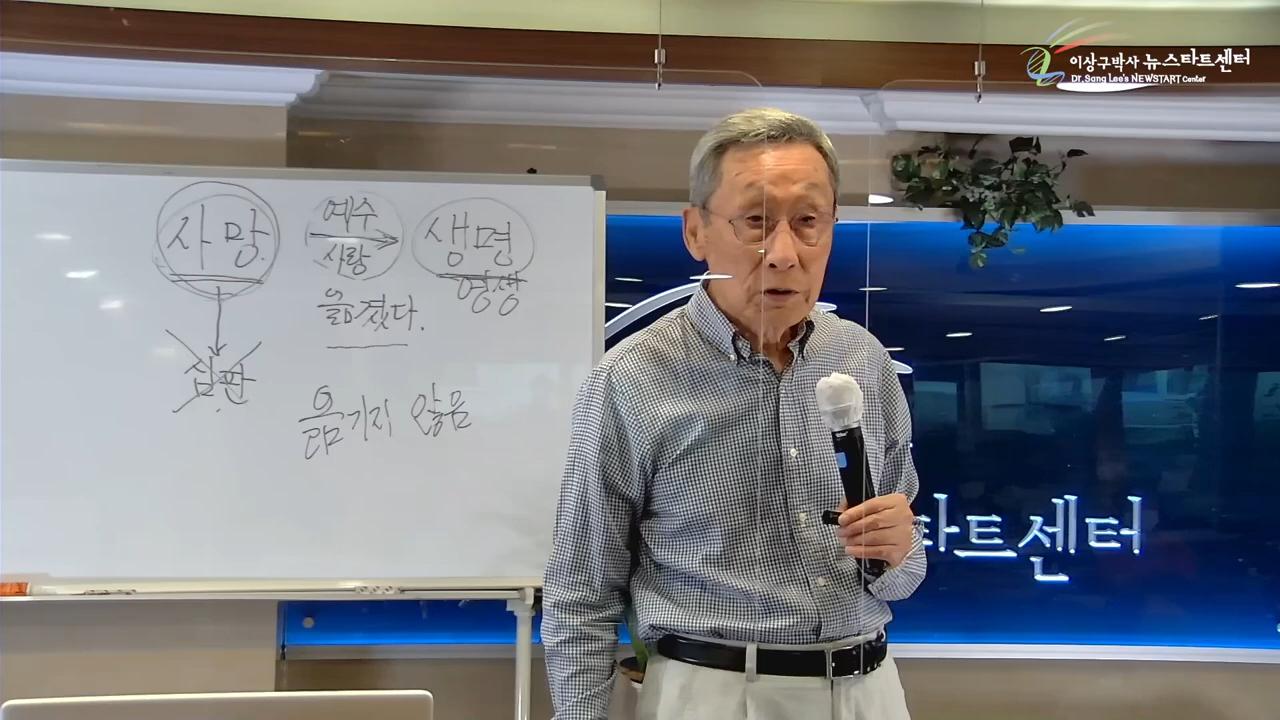 이상구박사 뉴스타트센터
Dr. Sang Lee's NEWSTART Center
사망
예수
사랑
생명
영생
옮겼다.
심판
옮기지 않음
타트센터